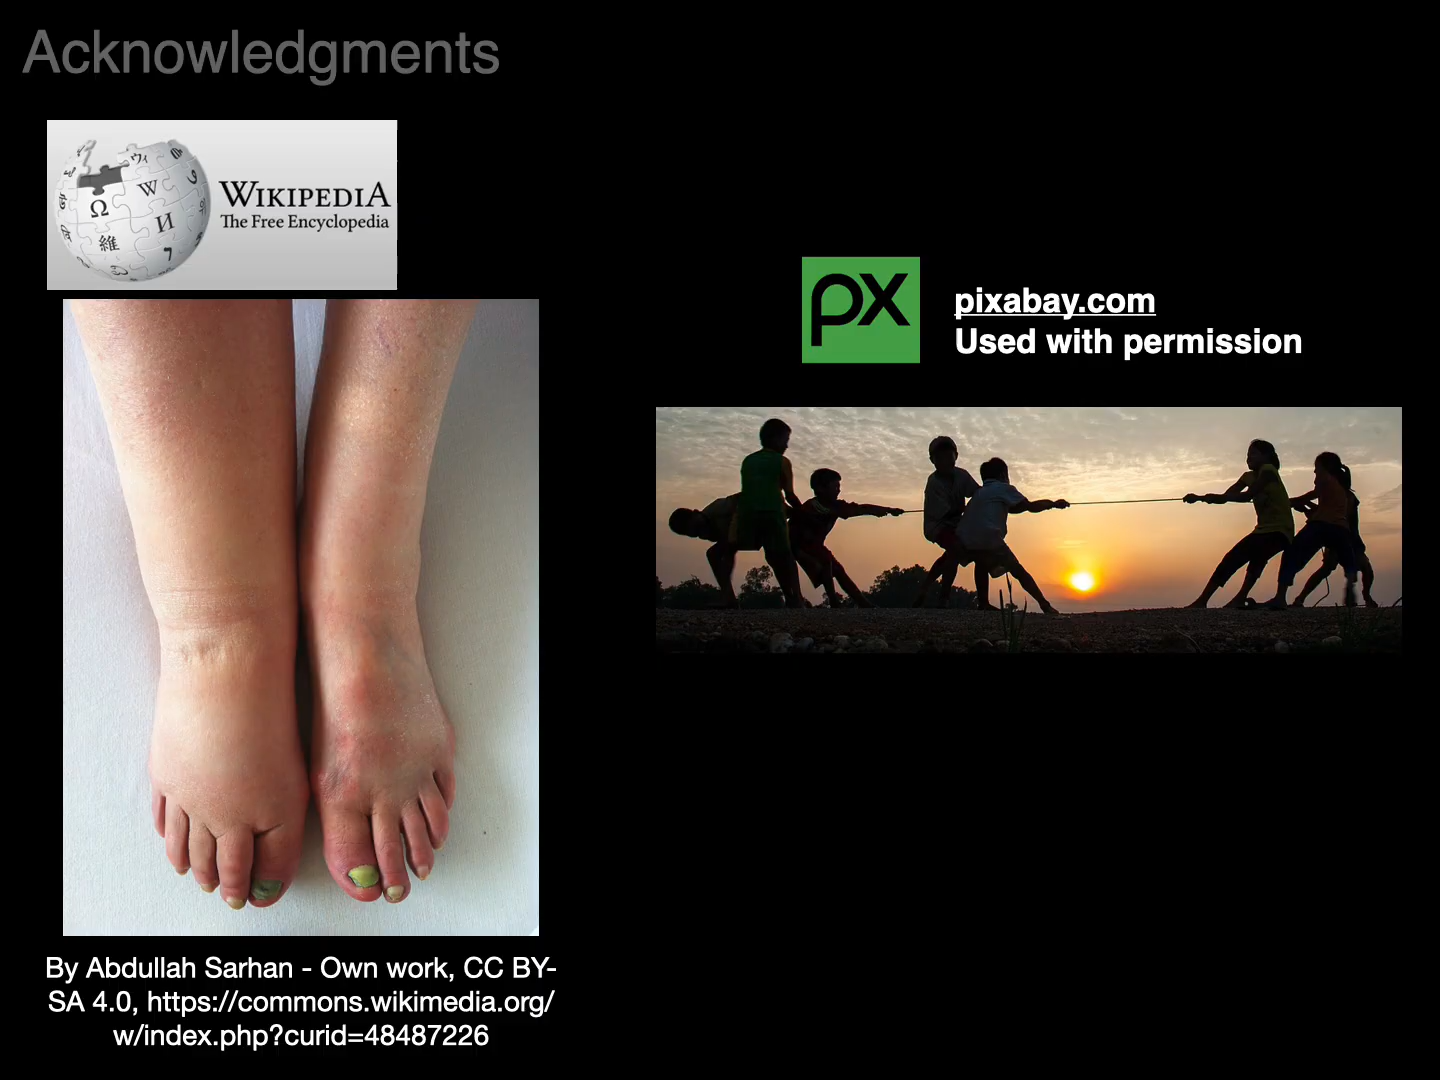 Acknowledgments
Ω
W
И
維
WIKIPEDIA
The Free Encyclopedia
px
pixabay.com
Used with permission
By Abdullah Sarhan - Own work, CC BY-
SA 4.0, https://commons.wikimedia.org/
w/index.php?curid=48487226